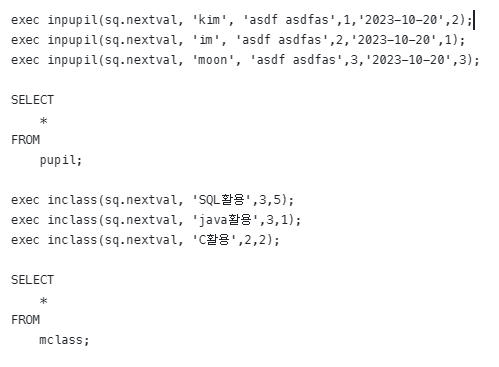 exec inpupil(sq.nextval, 'kim', 'asdf asdfas',1,'2023-10-20',2);
exec inpupil(sq.nextval, 'im', 'asdf asdfas',2,'2023-10-20',1);
exec inpupil(sq.nextval, 'moon', 'asdf asdfas',3,'2023-10-20',3);
SELECT
*
FROM
pupil;
exec inclass(sq.nextval, 'SQL활용',3,5);
exec inclass(sq.nextval, 'java활용',3,1);
exec inclass(sq.nextval, 'C활용',2,2);
SELECT
*
FROM
mclass;